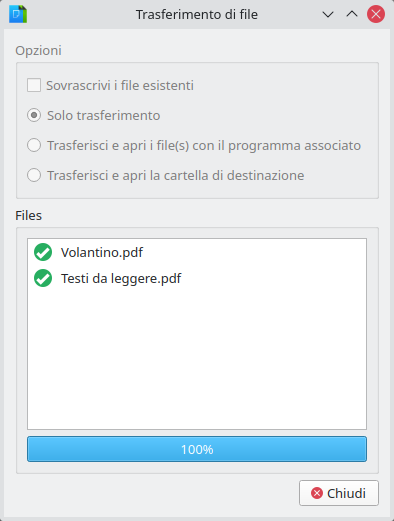 Trasferimento di file
Opzioni
Sovrascrivi i file esistenti
Solo trasferimento
Trasferisci e apri i file(s) con il programma associato
Trasferisci e apri la cartella di destinazione
Files
Volantino.pdf
Testi da leggere.pdf
100%
Chiudi